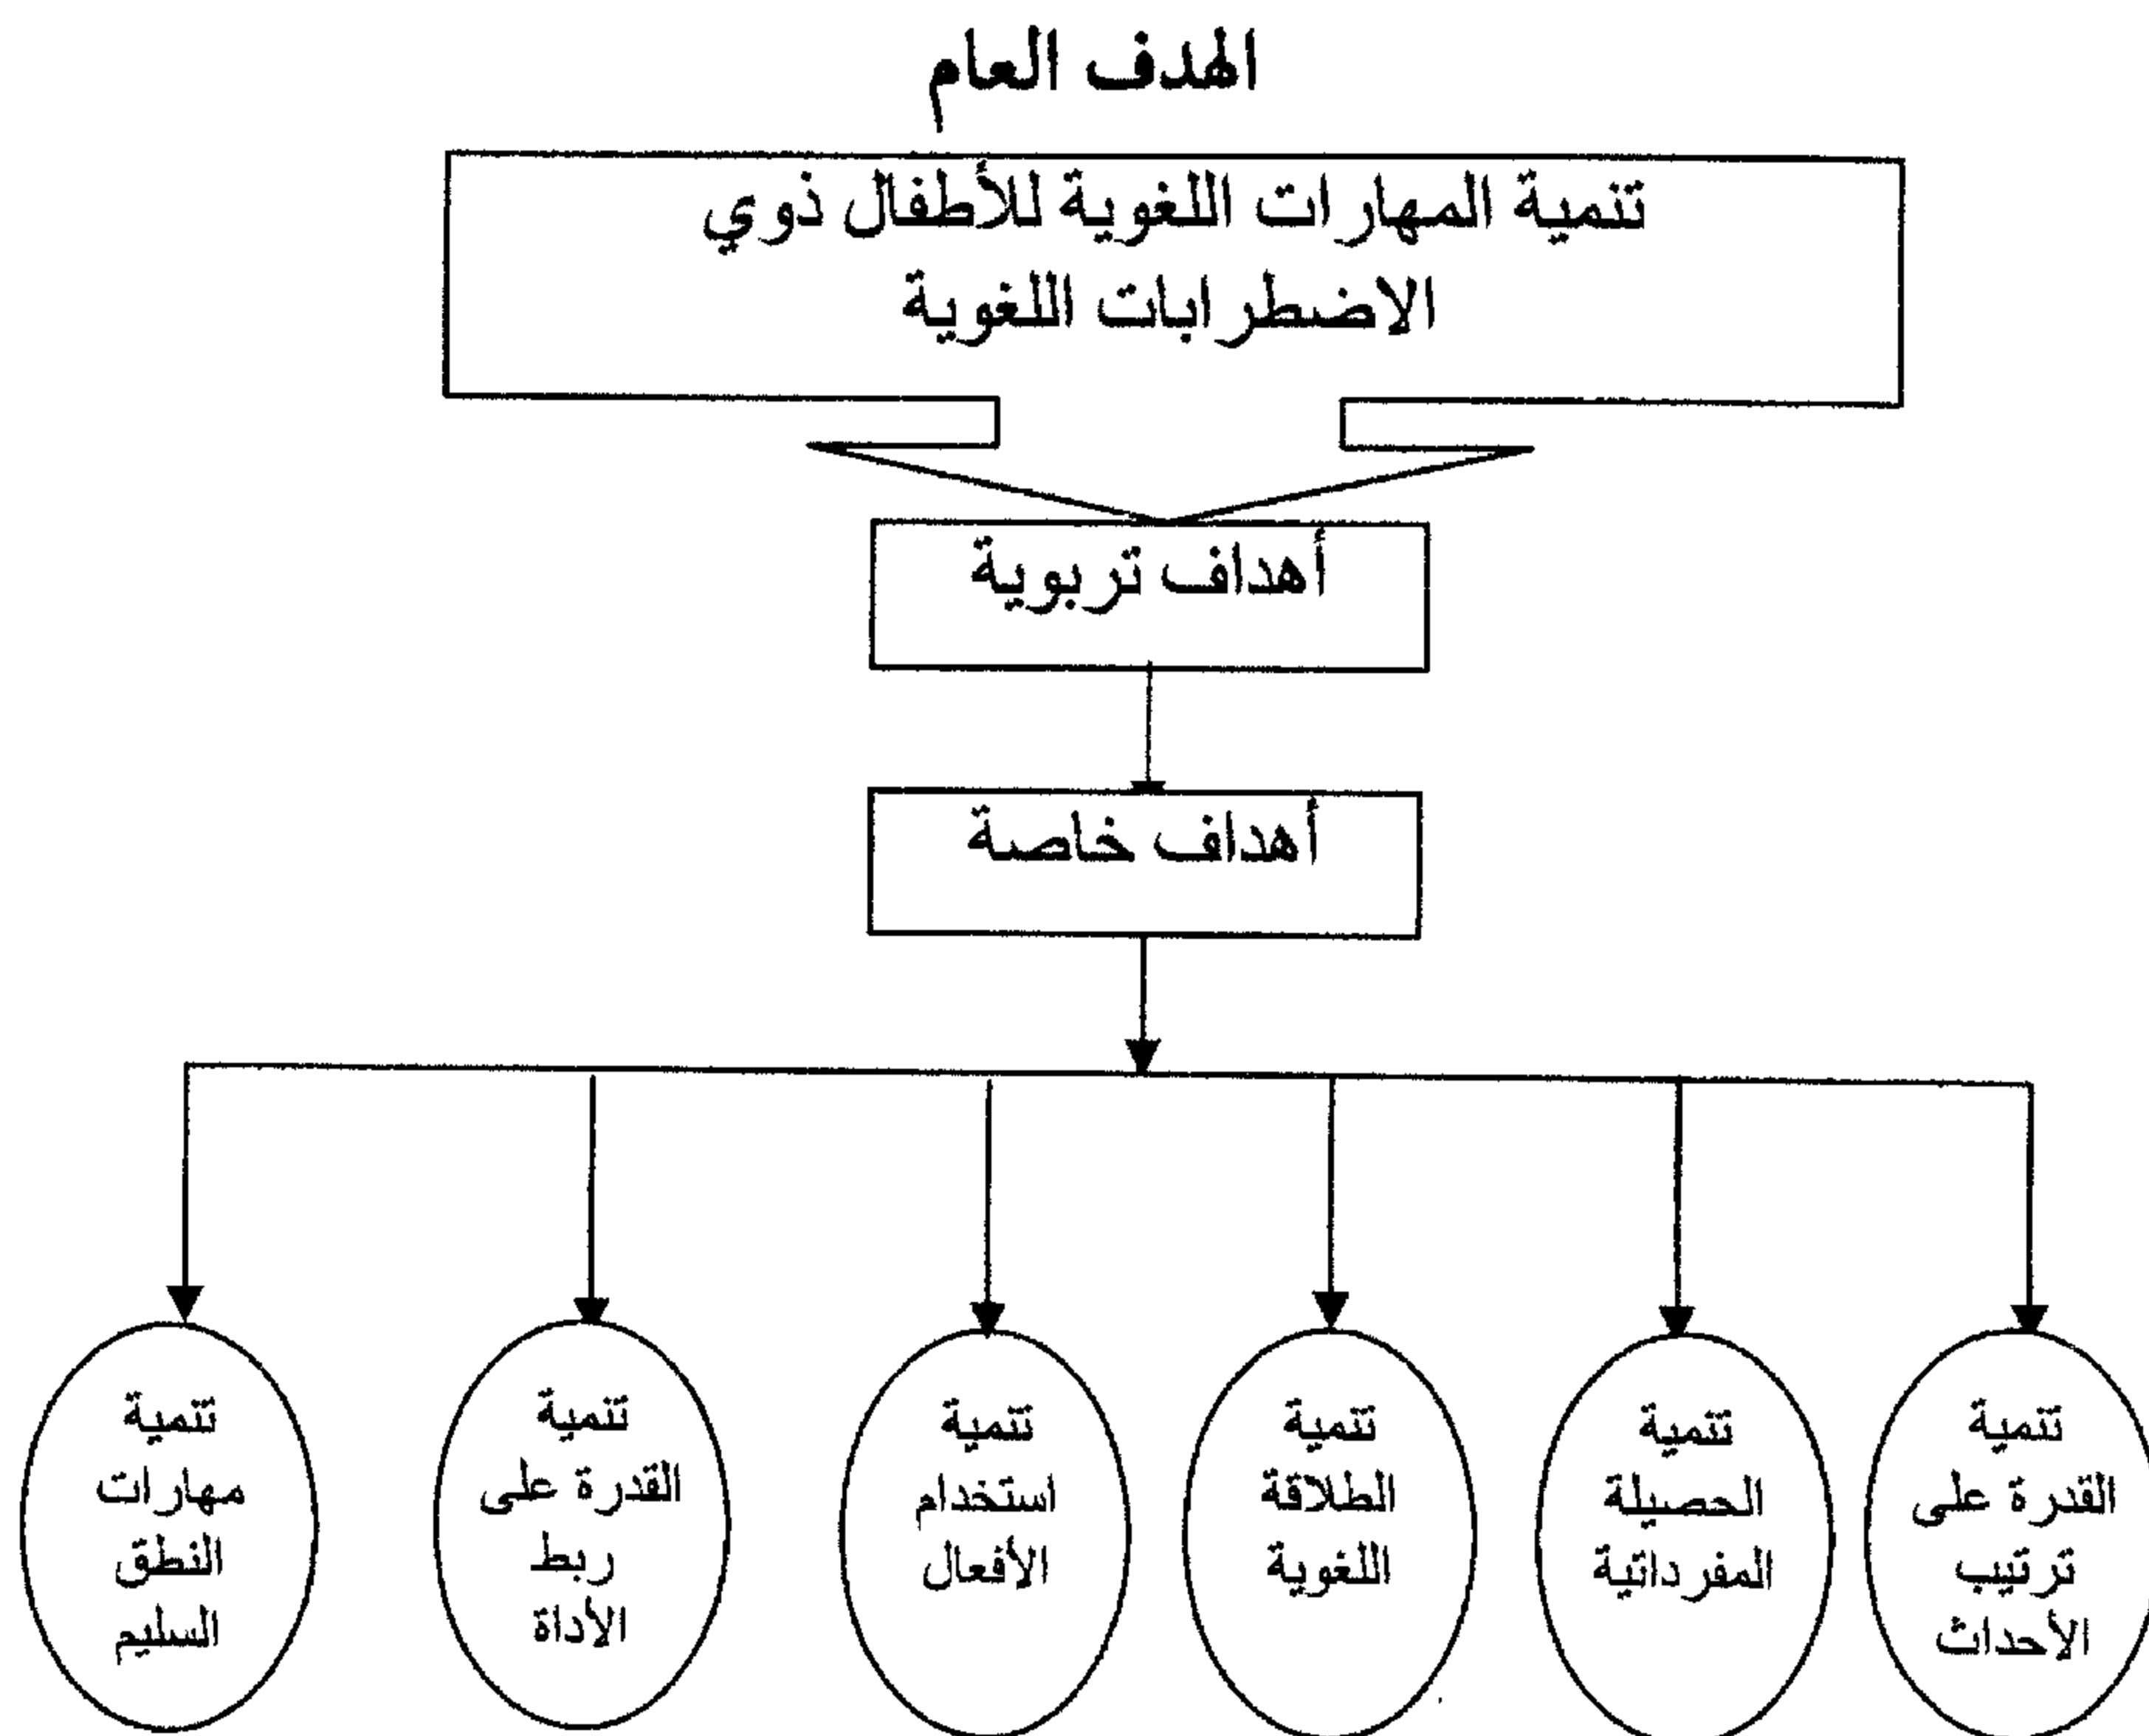 الهدف العام
تنمية المهارات اللغوية للأطفال ذوي
الاضطرابات اللغوية
أهداف تربوية
أهداف خاصة
تنمية
القدرة على
ترتيب
الأحداث
تنمية
الحصيلة
المفرداتية
تنمية
الطلاقة
اللغوية
تنمية
استخدام
الأفعال
تنمية
القدرة على
ربط
الأداة
تنمية
مهارات
النطق
السليم